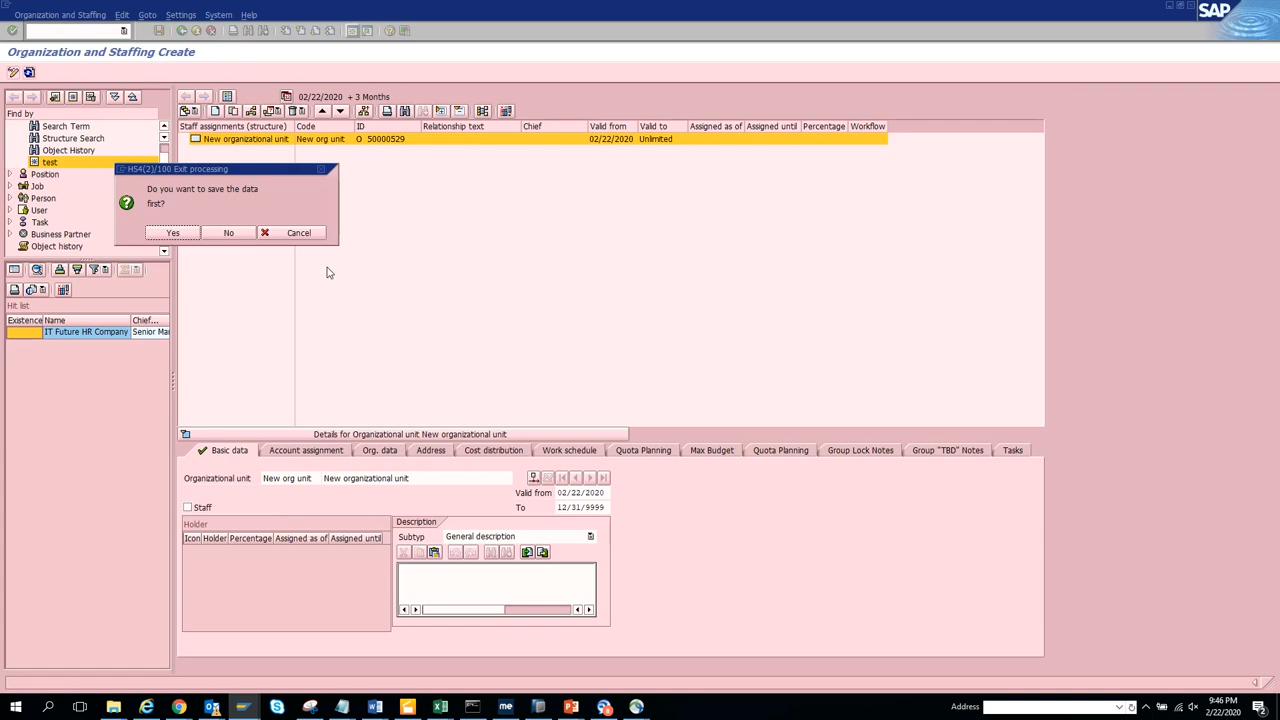 Organization and Staffing Edit Goto Settings System Help
SAP
Organization and Staffing Create
02/22/2020 + 3 Months
Find by
Search Term
Structure Search
Object History
test
Position
Job
Person
User
Task
Business Partner
Object history
Hit list
Existence Name Chief...
IT Future HR Company Senior Ma
Staff assignments (structure) Code ID Relationship text Chief Valid from Valid to Assigned as of Assigned until Percentage Workflow
New organizational unit New org unit O 50000529 02/22/2020 Unlimited
HS4(2)/100 Exit processing
Do you want to save the data
first?
Yes No Cancel
Details for Organizational unit New organizational unit
Basic data Account assignment Org. data Address Cost distribution Work schedule Quota Planning Max Budget Quota Planning Group Lock Notes Group "TBD" Notes Tasks
Organizational unit New org unit New organizational unit
Valid from 02/22/2020
Staff To 12/31/9999
Holder
Icon Holder Percentage Assigned as of Assigned until
Description
Subtype General description
Address
9:46 PM
2/22/2020